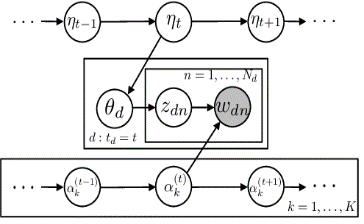 ··· η_{t−1} η_t η_{t+1} ···
n = 1, . . . , N_d
θ_d z_{dn} w_{dn}
d : t_d = t
··· α_k^{(t−1)} α_k^{(t)} α_k^{(t+1)} ···
k = 1, . . . , K